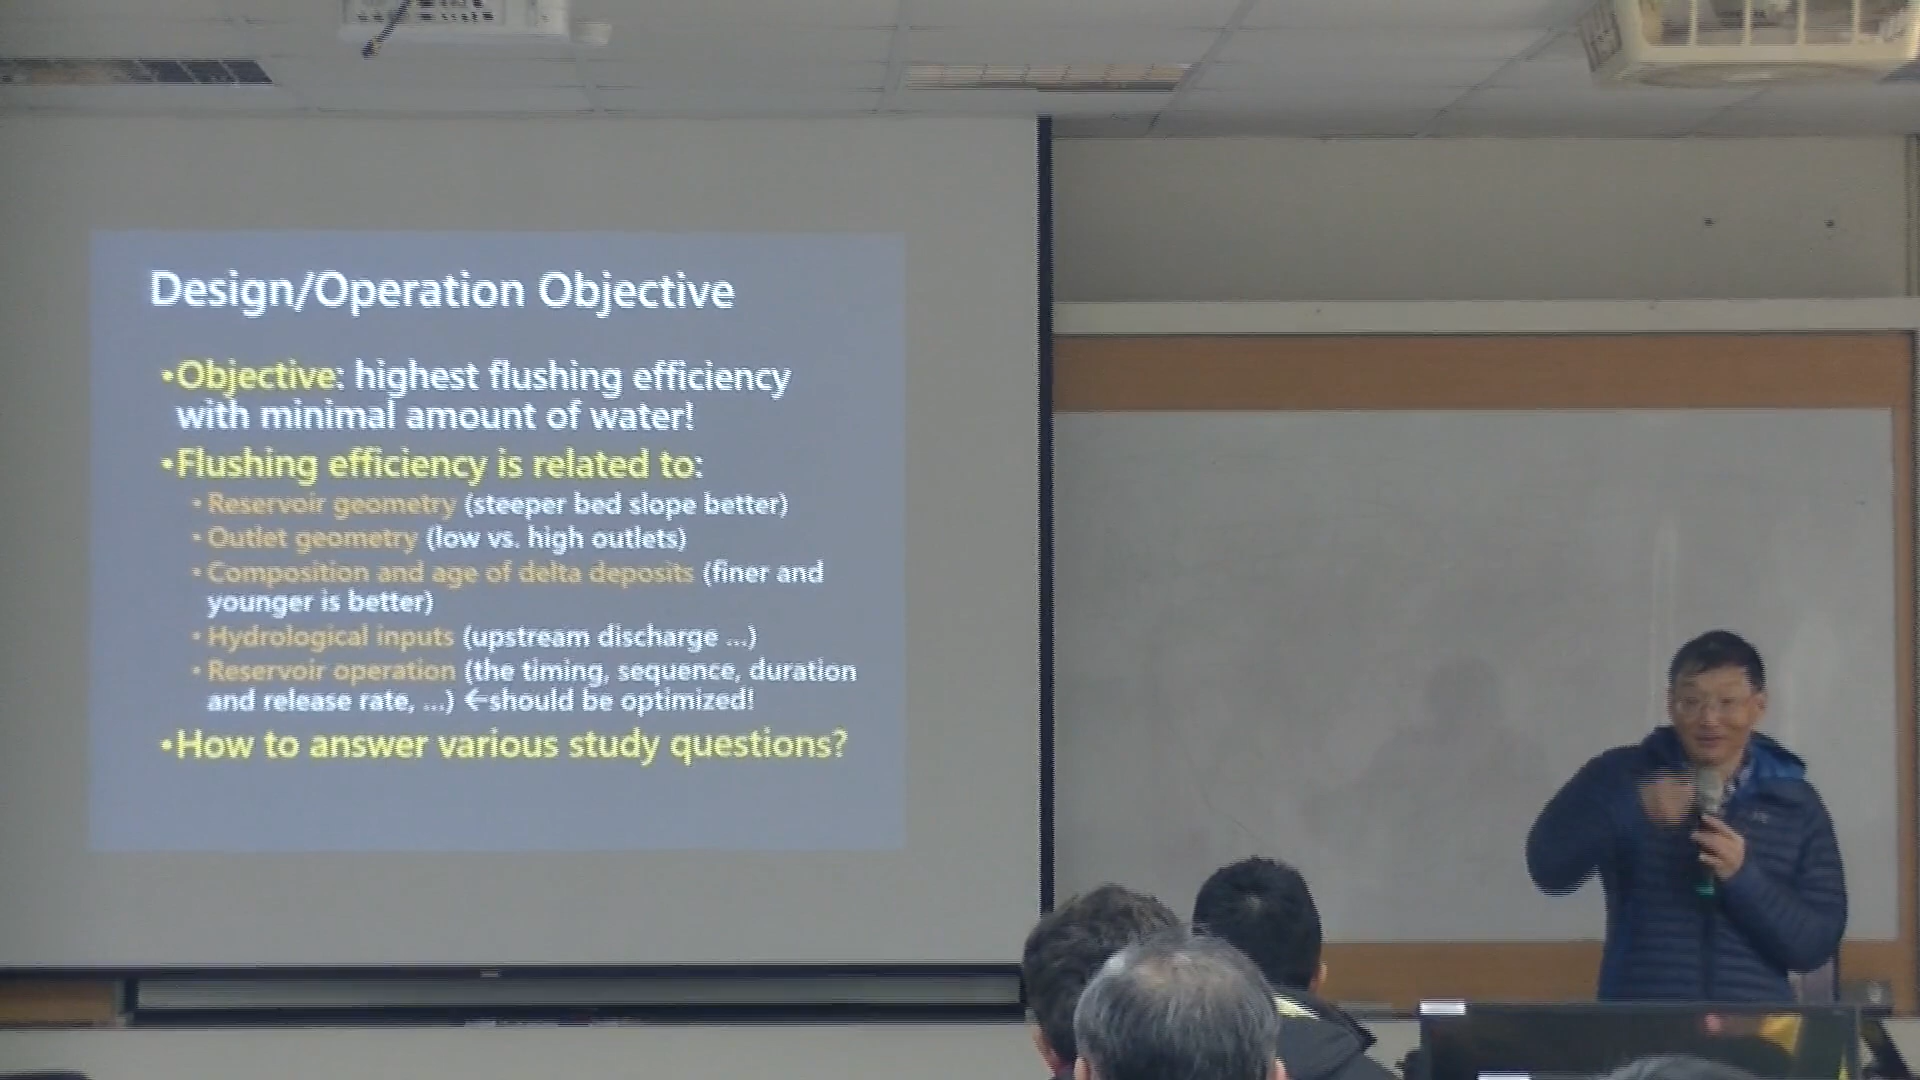 Design/Operation Objective
•Objective: highest flushing efficiency
with minimal amount of water!
•Flushing efficiency is related to:
• Reservoir geometry (steeper bed slope better)
• Outlet geometry (low vs. high outlets)
• Composition and age of delta deposits (finer and
younger is better)
• Hydrological inputs (upstream discharge ...)
• Reservoir operation (the timing, sequence, duration
and release rate, ...) ←should be optimized!
•How to answer various study questions?